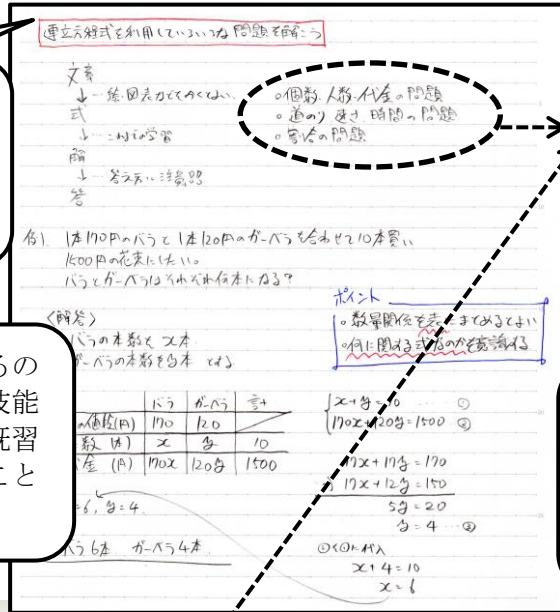 連立方程式を利用していろいろな問題を解こう
文章
↓…絵・図・表
式
↓…これまでの学習
解
↓…答え方に注意
答
。個数・人数・代金の問題
。道のり・速さ・時間の問題
。割合の問題
例) 1本170円のバラと1本120円のガーベラを合わせて10本買い
1500円の花束にしたい。
バラとガーベラはそれぞれ何本になる?
ポイント
。数量関係を表にまとめるとよい
。何に関する式なのかを意識する
〈解答〉
バラの本数を x本
ガーベラの本数を y本 とする
バラ ガーベラ 計
170 120
数(本) x y 10
金(円) 170x 120y 1500
x+y=10 … ①
170x+120y=1500 ②
17x+17y=170
17x+12y=150
5y=20
y=4 … ③
③を①に代入
x+4=10
x=6
=6, y=4
バラ6本 ガーベラ4本
るの
技能
既習
こと